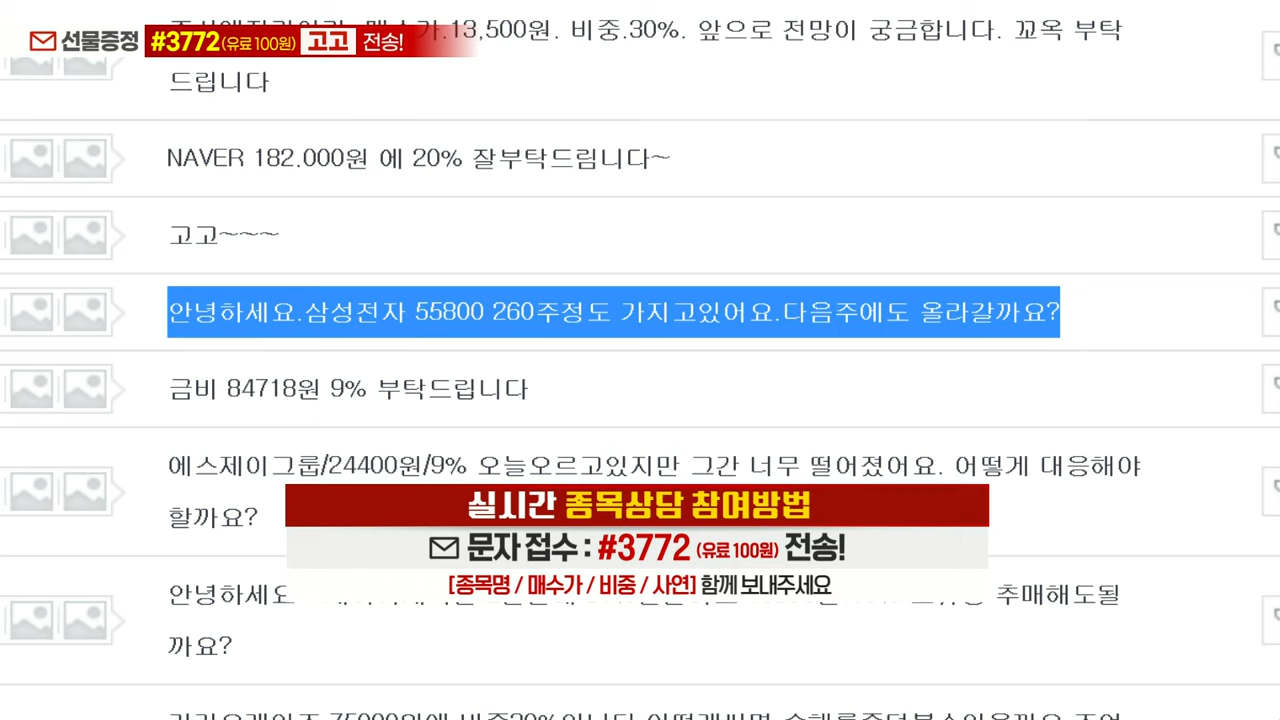 매수가.13,500원. 비중.30%. 앞으로 전망이 궁금합니다. 꼬옥 부탁
선물증정 #3772(유료100원) 고고 전송!
드립니다
NAVER 182.000원 에 20% 잘부탁드림니다~
고고~~~
안녕하세요.삼성전자 55800 260주정도 가지고있어요.다음주에도 올라갈까요?
금비 84718원 9% 부탁드립니다
에스제이그룹/24400원/9% 오늘오르고있지만 그간 너무 떨어졌어요. 어떻게 대응해야
할까요?
실시간 종목상담 참여방법
문자 접수 : #3772 (유료 100원) 전송!
[종목명 / 매수가 / 비중 / 사연] 함께 보내주세요
안녕하세요 추매해도될
까요?